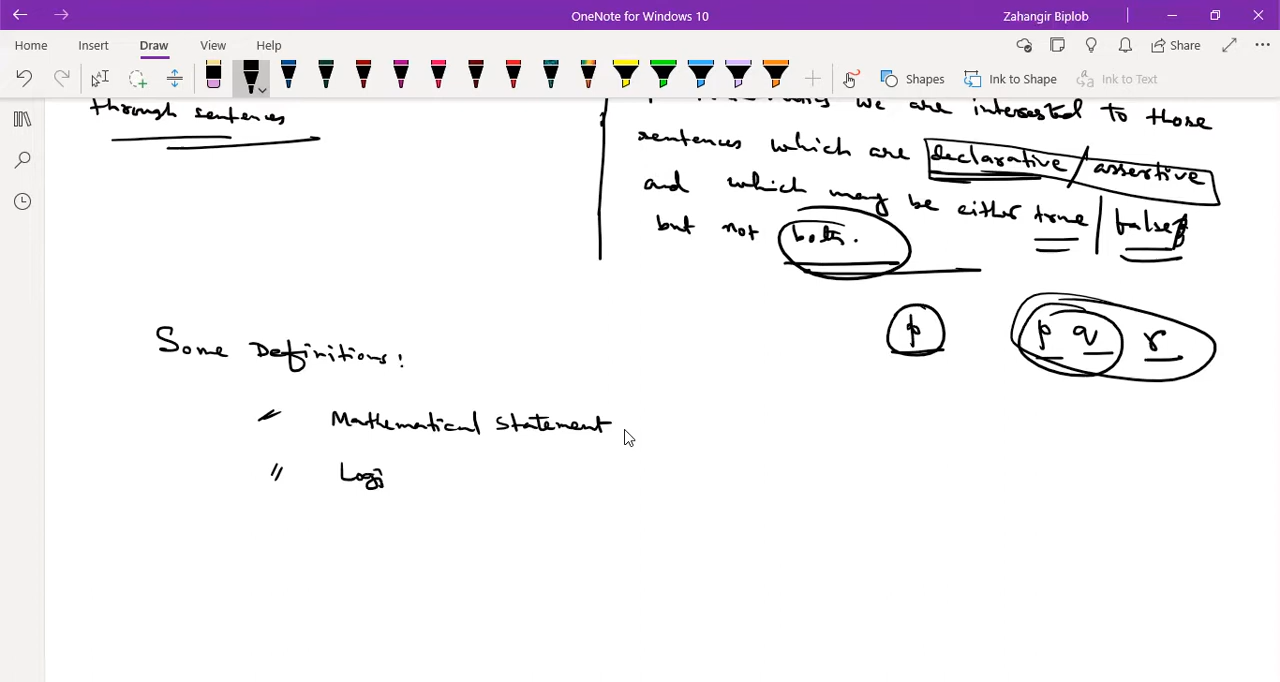 OneNote for Windows 10
Zahangir Biplob
Home Insert Draw View Help
Share
Shapes Ink to Shape Ink to Text
through sentences
we are interested to those
sentences which are declarative / assertive
and which may be either true | false
but not both.
p p q r
Some Definitions:
Mathematical Statement
" Logi